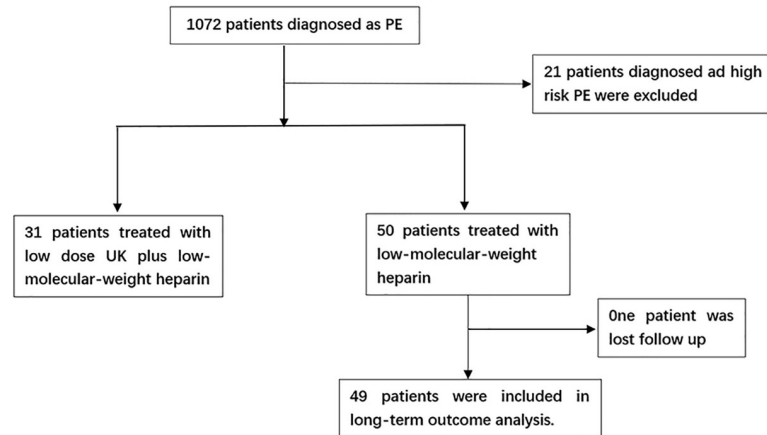 1072 patients diagnosed as PE
21 patients diagnosed ad high
risk PE were excluded
31 patients treated with
low dose UK plus low-
molecular-weight heparin
50 patients treated with
low-molecular-weight
heparin
0ne patient was
lost follow up
49 patients were included in
long-term outcome analysis.